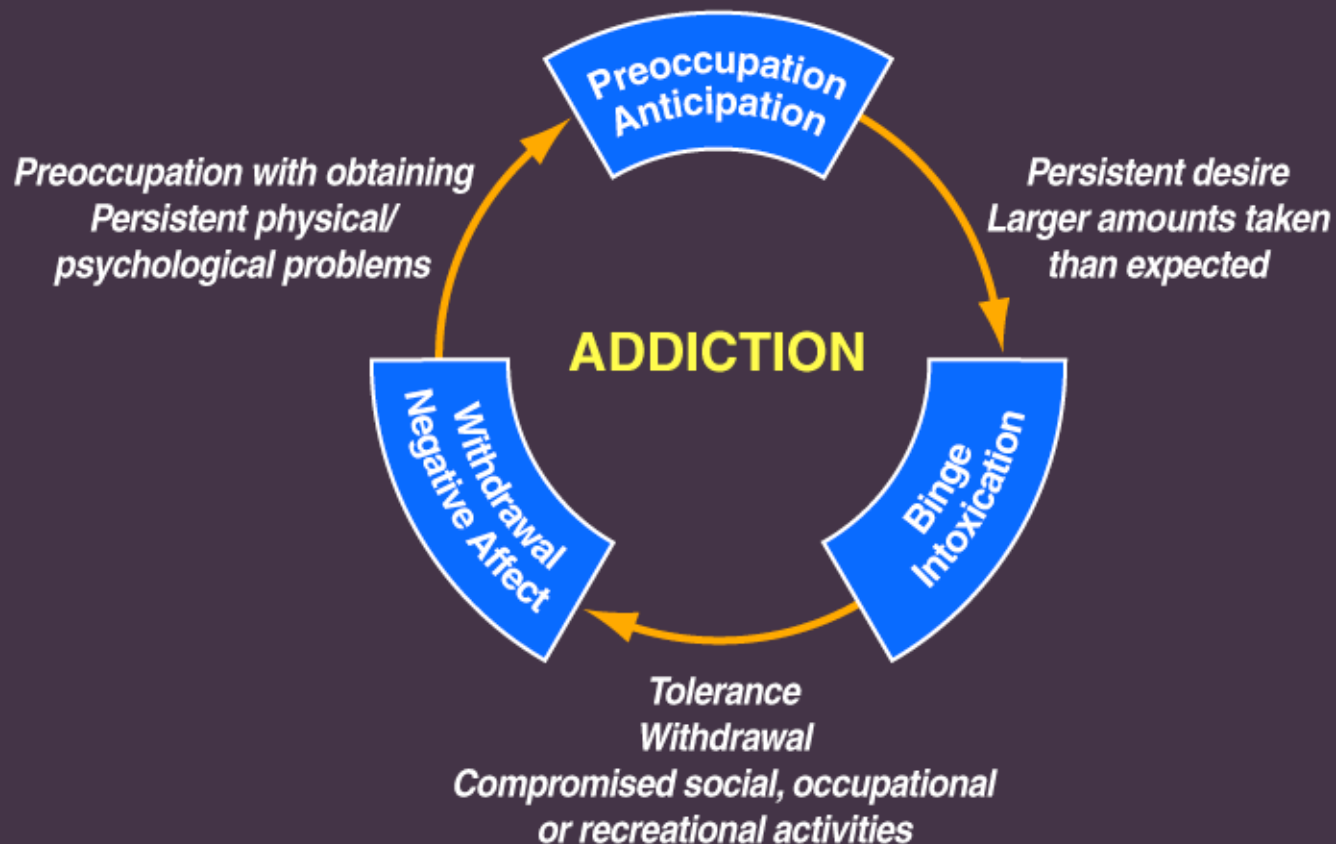 Preoccupation
Anticipation
Persistent desire
Larger amounts taken
than expected
Binge
Intoxication
Tolerance
Withdrawal
Compromised social, occupational
or recreational activities
Withdrawal
Negative Affect
Preoccupation with obtaining
Persistent physical/
psychological problems
ADDICTION